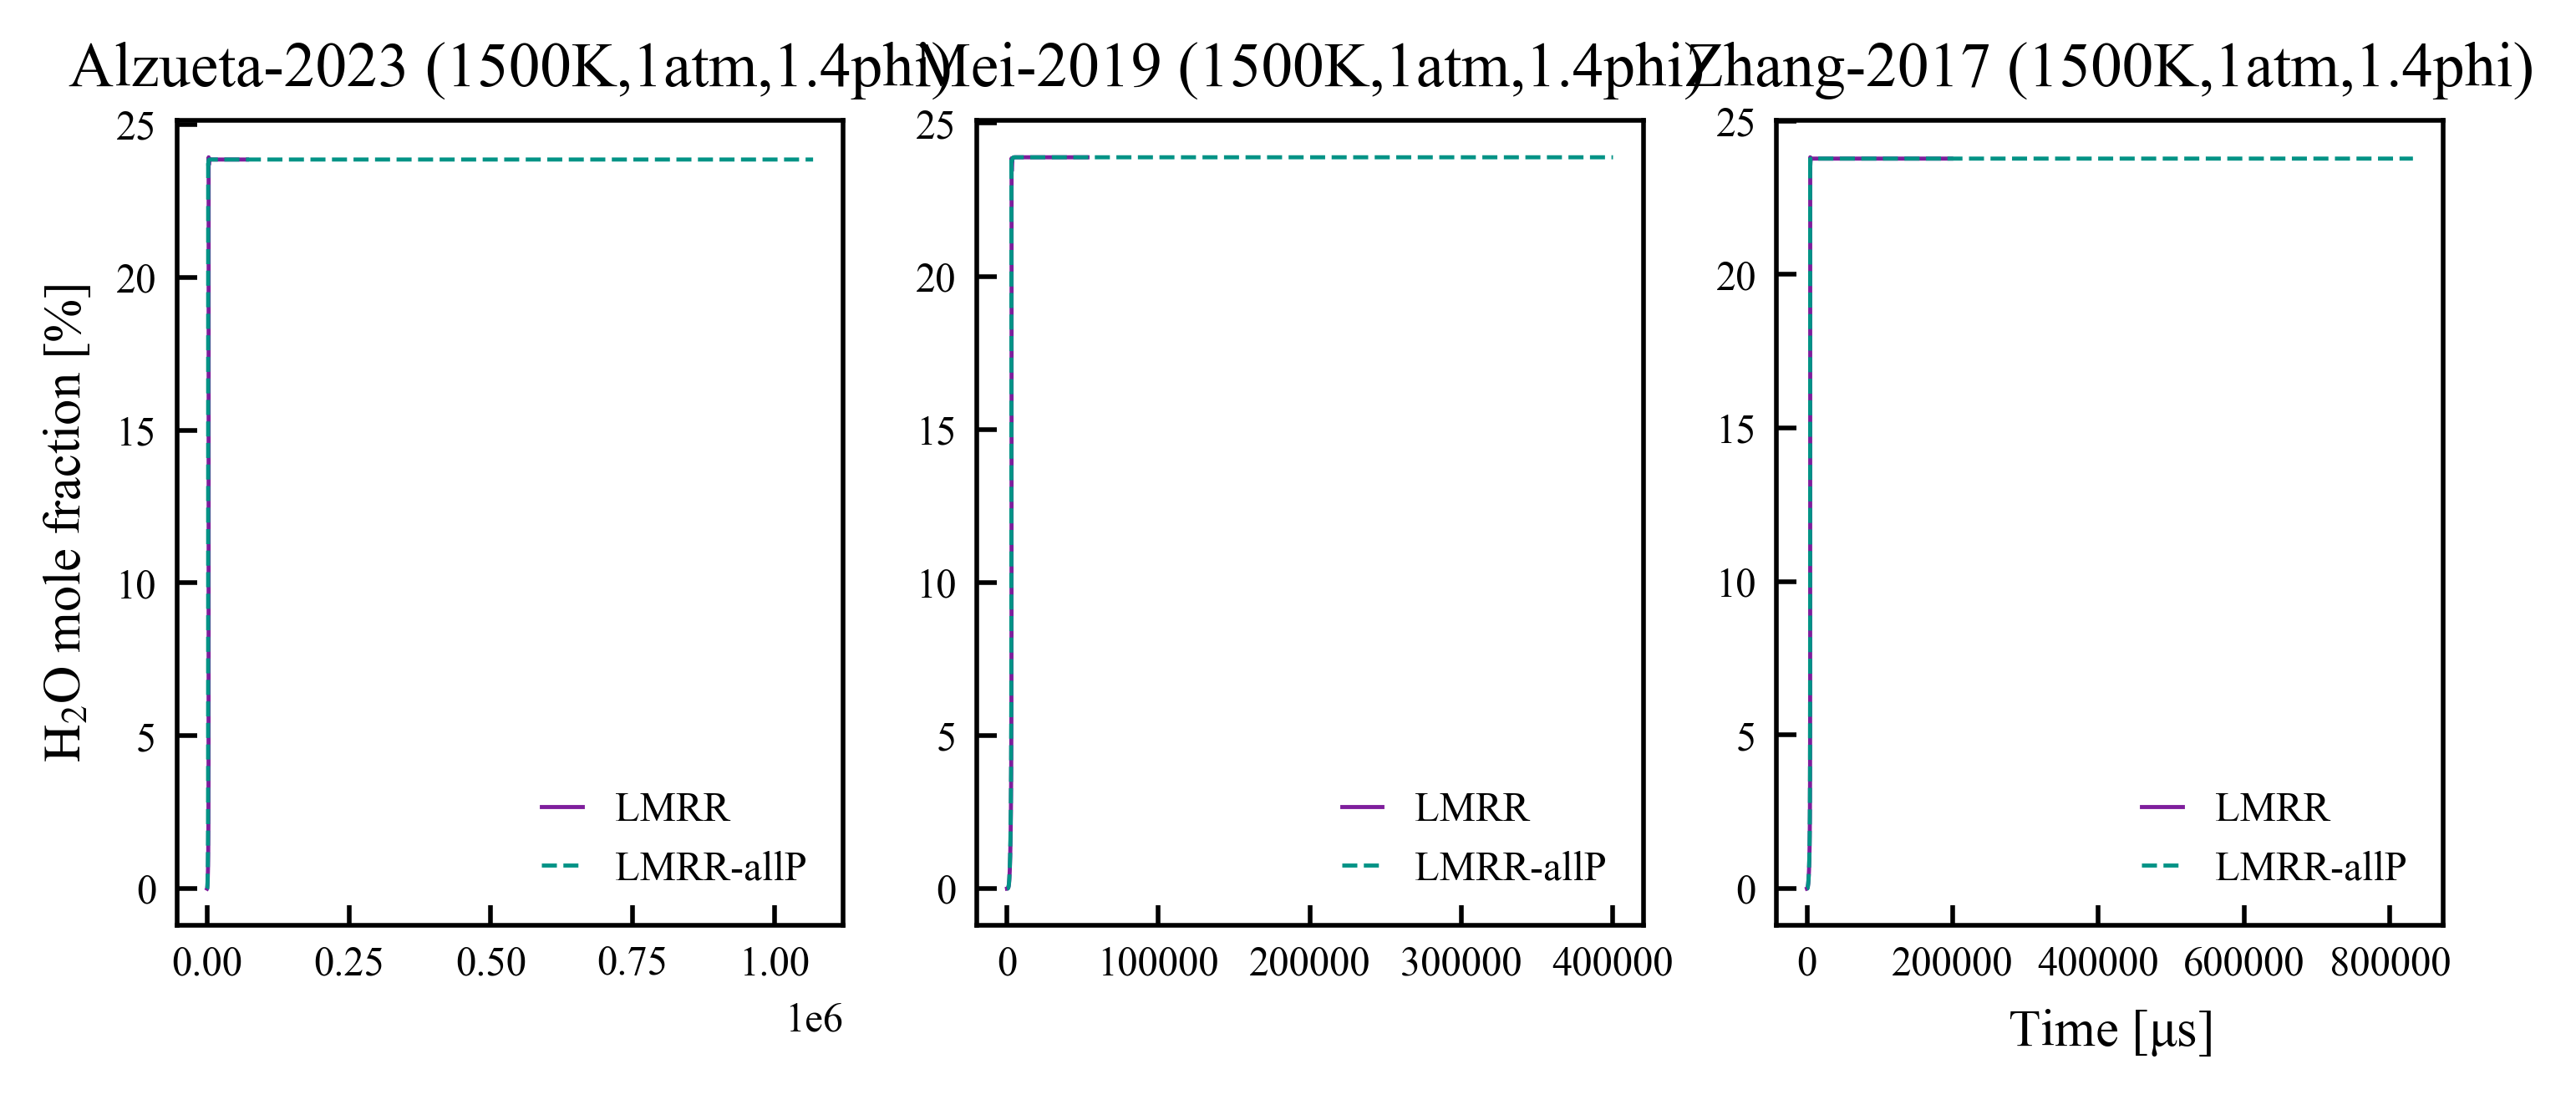 Alzueta-2023 (1500K,1atm,1.4phi)
Mei-2019 (1500K,1atm,1.4phi)
Zhang-2017 (1500K,1atm,1.4phi)
H₂O mole fraction [%]
25
20
15
10
5
0
LMRR
LMRR-allP
0.00 0.25 0.50 0.75 1.00
1e6
25
20
15
10
5
0
LMRR
LMRR-allP
0 100000 200000 300000 400000
25
20
15
10
5
0
LMRR
LMRR-allP
0 200000 400000 600000 800000
Time [μs]